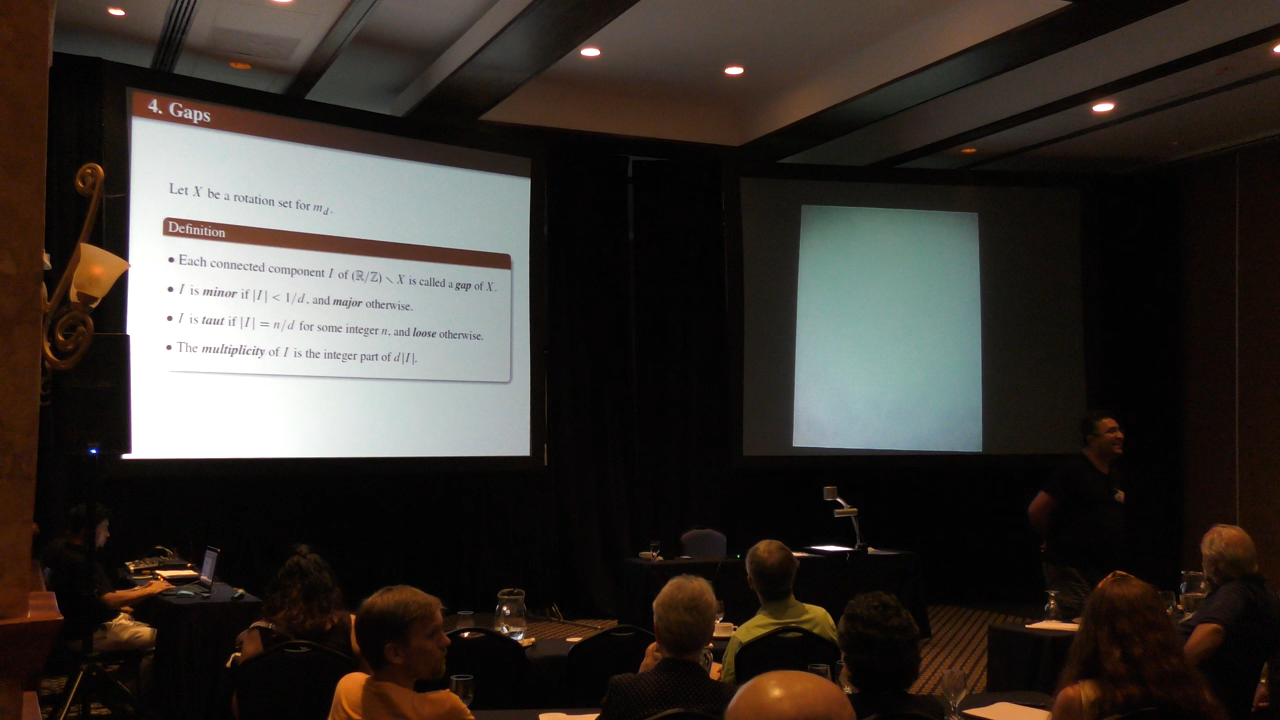 4. Gaps
Let X be a rotation set for m_d.
Definition
• Each connected component I of (ℝ/ℤ) ∖ X is called a gap of X.
• I is minor if |I| < 1/d, and major otherwise.
• I is taut if |I| = n/d for some integer n, and loose otherwise.
• The multiplicity of I is the integer part of d|I|.